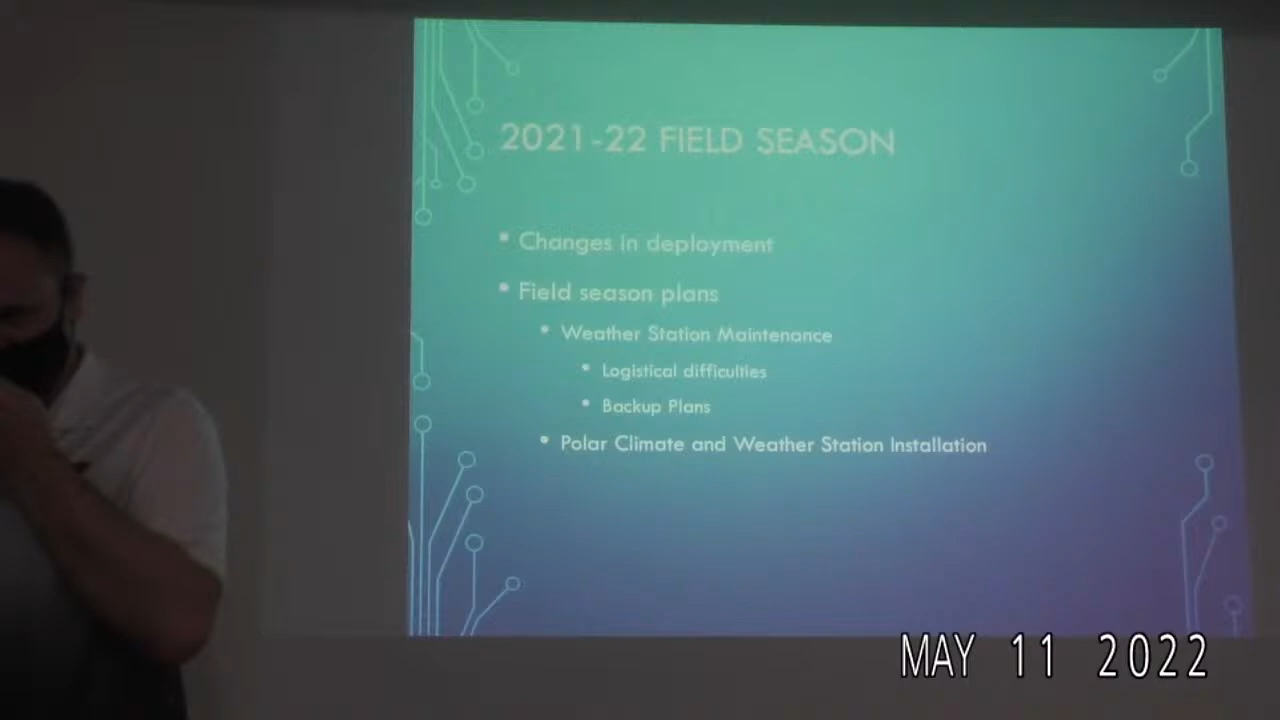 2021-22 FIELD SEASON
• Changes in deployment
• Field season plans
• Weather Station Maintenance
• Logistical difficulties
• Backup Plans
• Polar Climate and Weather Station Installation
MAY 11 2022